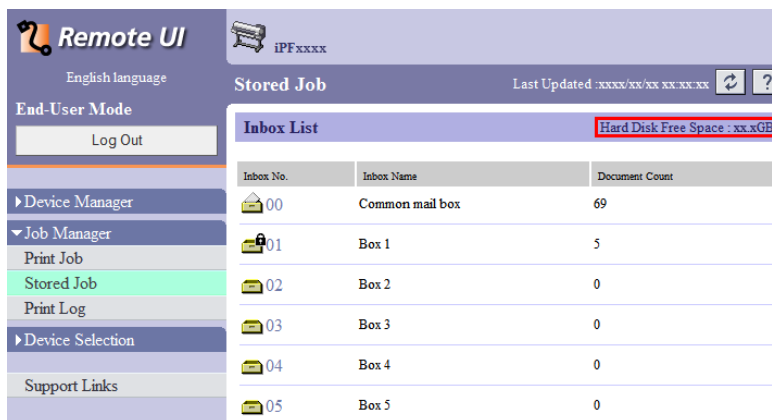 Remote UI
English language
End-User Mode
Log Out
Device Manager
Job Manager
Print Job
Stored Job
Print Log
Device Selection
Support Links
iPFxxxx
Stored Job
Last Updated :xxxx/xx/xx xx:xx:xx
?
Inbox List
Hard Disk Free Space : xx.xGB
Inbox No. Inbox Name Document Count
00 Common mail box 69
01 Box 1 5
02 Box 2 0
03 Box 3 0
04 Box 4 0
05 Box 5 0